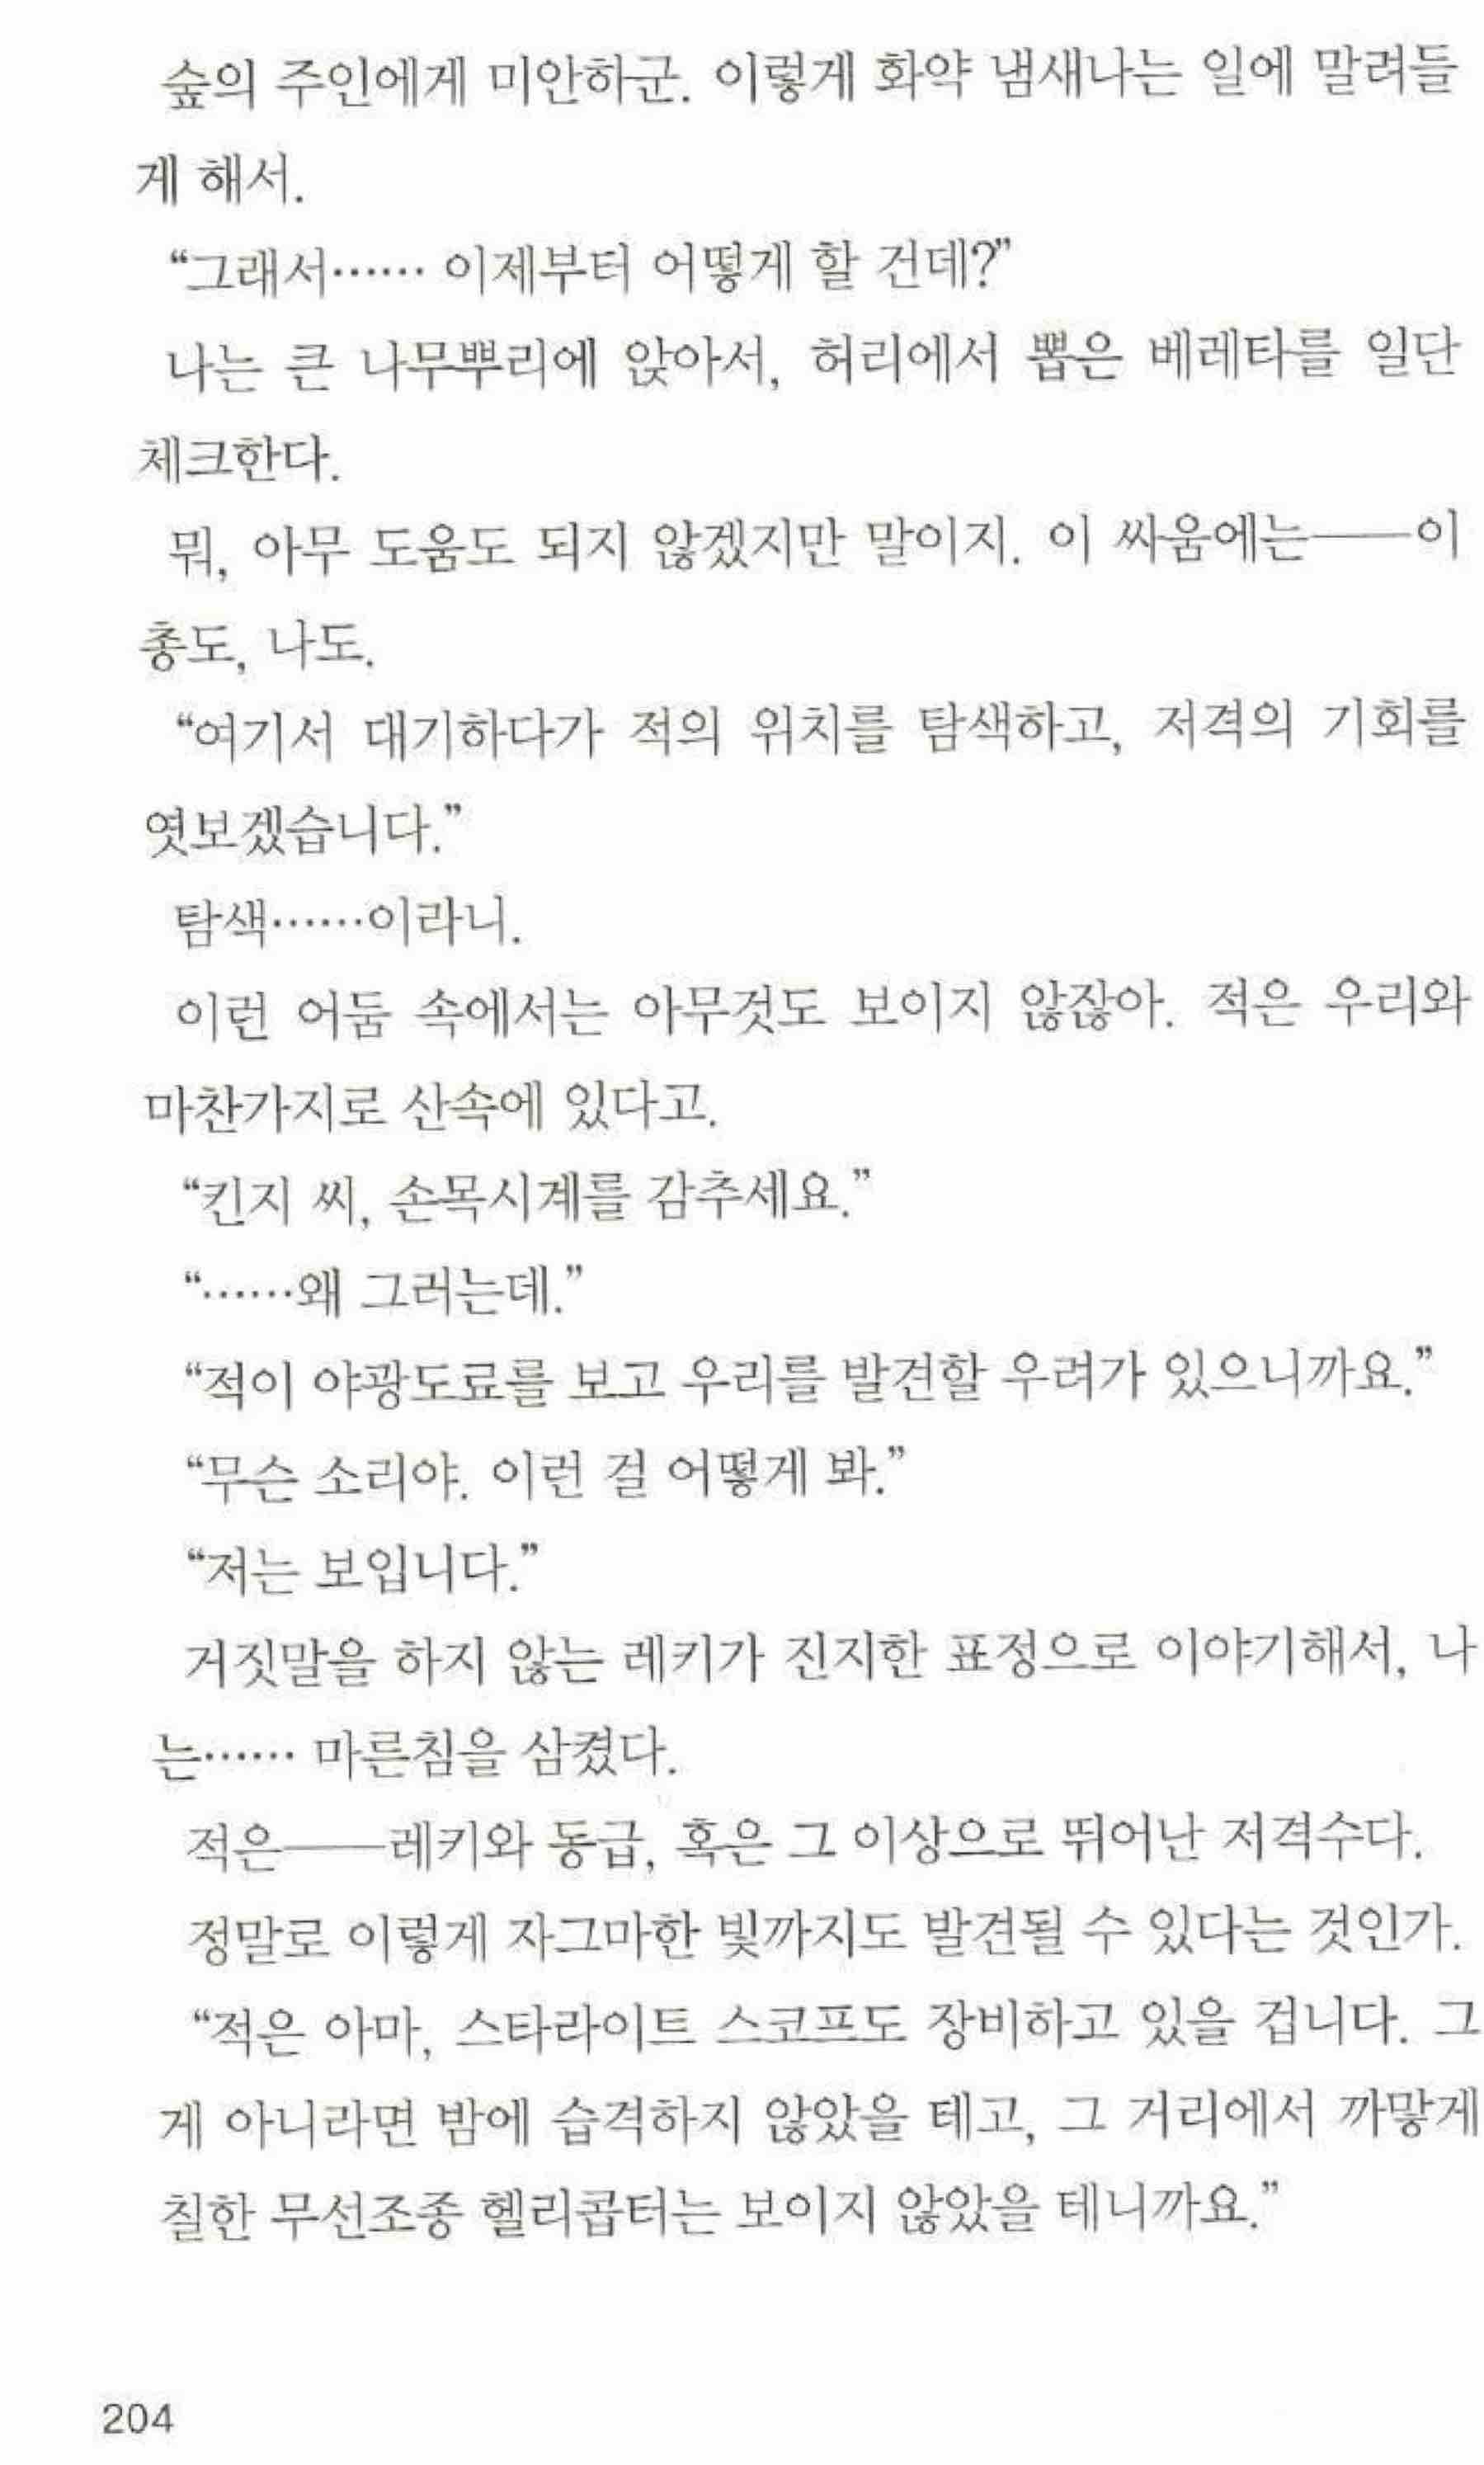 숲의 주인에게 미안하군. 이렇게 화약 냄새나는 일에 말려들
게 해서.
“그래서…… 이제부터 어떻게 할 건데?”
나는 큰 나무뿌리에 앉아서, 허리에서 뽑은 베레타를 일단
체크한다.
뭐, 아무 도움도 되지 않겠지만 말이지. 이 싸움에는──이
총도, 나도.
“여기서 대기하다가 적의 위치를 탐색하고, 저격의 기회를
엿보겠습니다.”
탐색……이라니.
이런 어둠 속에서는 아무것도 보이지 않잖아. 적은 우리와
마찬가지로 산속에 있다고.
“킨지 씨, 손목시계를 감추세요.”
“……왜 그러는데.”
“적이 야광도료를 보고 우리를 발견할 우려가 있으니까요.”
“무슨 소리야. 이런 걸 어떻게 봐.”
“저는 보입니다.”
거짓말을 하지 않는 레키가 진지한 표정으로 이야기해서, 나
는…… 마른침을 삼켰다.
적은──레키와 동급, 혹은 그 이상으로 뛰어난 저격수다.
정말로 이렇게 자그마한 빛까지도 발견될 수 있다는 것인가.
“적은 아마, 스타라이트 스코프도 장비하고 있을 겁니다. 그
게 아니라면 밤에 습격하지 않았을 테고, 그 거리에서 까맣게
칠한 무선조종 헬리콥터는 보이지 않았을 테니까요.”
204